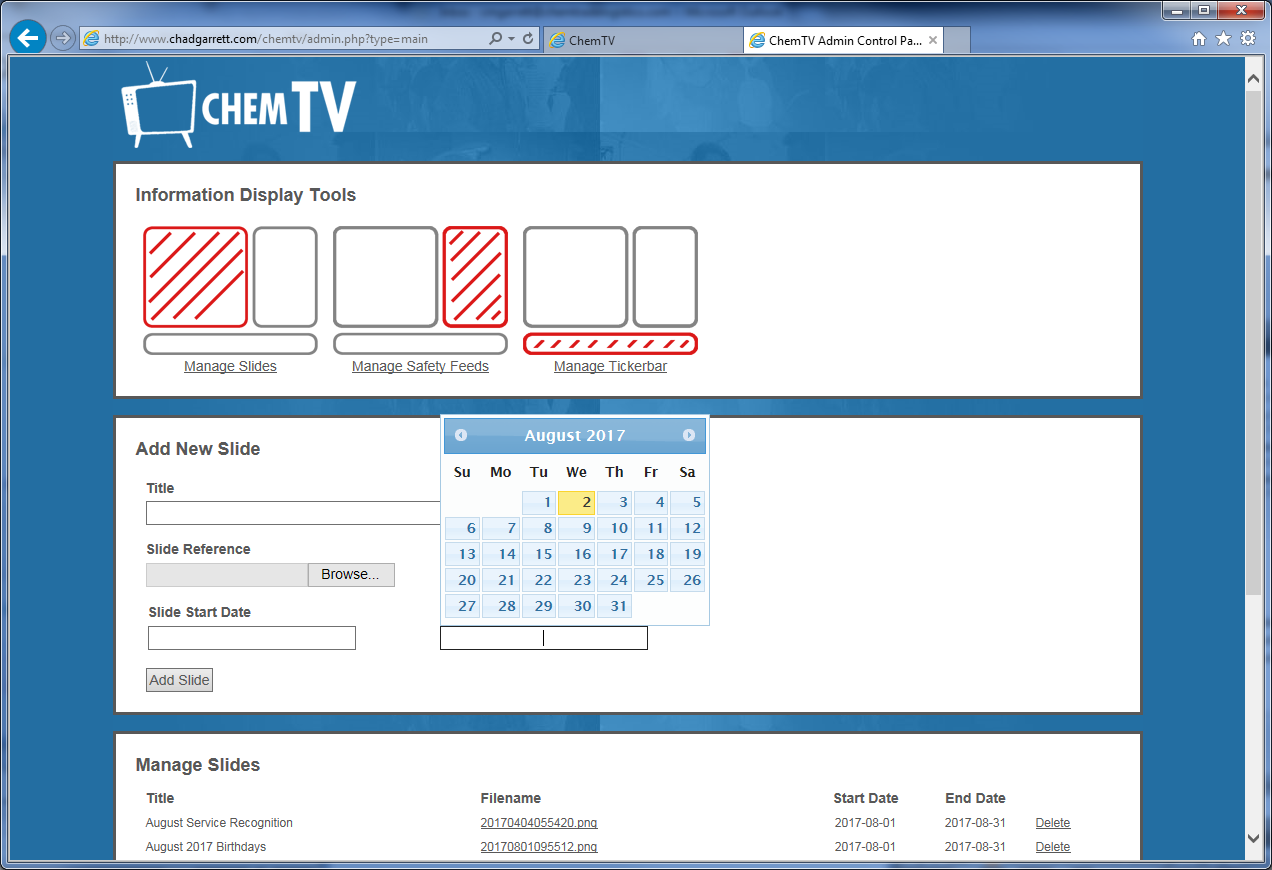 http://www.chadgarrett.com/chemtv/admin.php?type=main
ChemTV
ChemTV Admin Control Pa...
CHEM TV
Information Display Tools
Manage Slides
Manage Safety Feeds
Manage Tickerbar
Add New Slide
Title
Slide Reference
Browse...
Slide Start Date
Add Slide
August 2017
Su Mo Tu We Th Fr Sa
1 2 3 4 5
6 7 8 9 10 11 12
13 14 15 16 17 18 19
20 21 22 23 24 25 26
27 28 29 30 31
Manage Slides
Title Filename Start Date End Date
August Service Recognition 20170404055420.png 2017-08-01 2017-08-31 Delete
August 2017 Birthdays 20170801095512.png 2017-08-01 2017-08-31 Delete